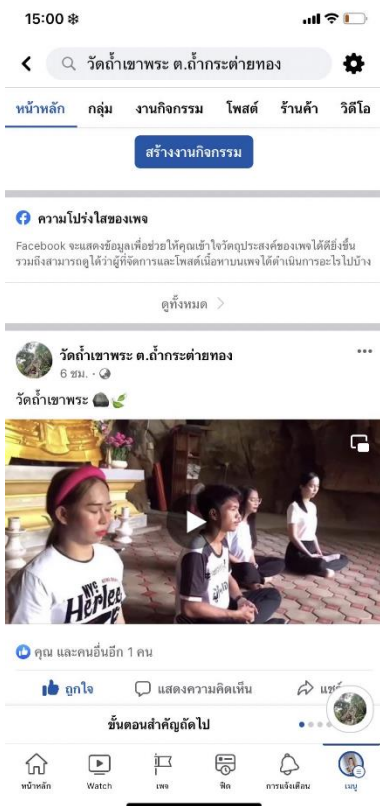 15:00
วัดถ้ำเขาพระ ต.ถ้ำกระต่ายทอง
หน้าหลัก กลุ่ม งานกิจกรรม โพสต์ ร้านค้า วิดีโอ
สร้างงานกิจกรรม
ความโปร่งใสของเพจ
Facebook จะแสดงข้อมูลเพื่อช่วยให้คุณเข้าใจวัตถุประสงค์ของเพจได้ดียิ่งขึ้น
รวมถึงสามารถดูได้ว่าผู้ที่จัดการและโพสต์เนื้อหาบนเพจได้ดำเนินการอะไรไปบ้าง
ดูทั้งหมด
วัดถ้ำเขาพระ ต.ถ้ำกระต่ายทอง
6 ชม.
วัดถ้ำเขาพระ
NYC
Herlee
คุณ และคนอื่นอีก 1 คน
ถูกใจ แสดงความคิดเห็น
ขั้นตอนสำคัญถัดไป
หน้าหลัก Watch เพจ ฟีด การแจ้งเตือน เมนู